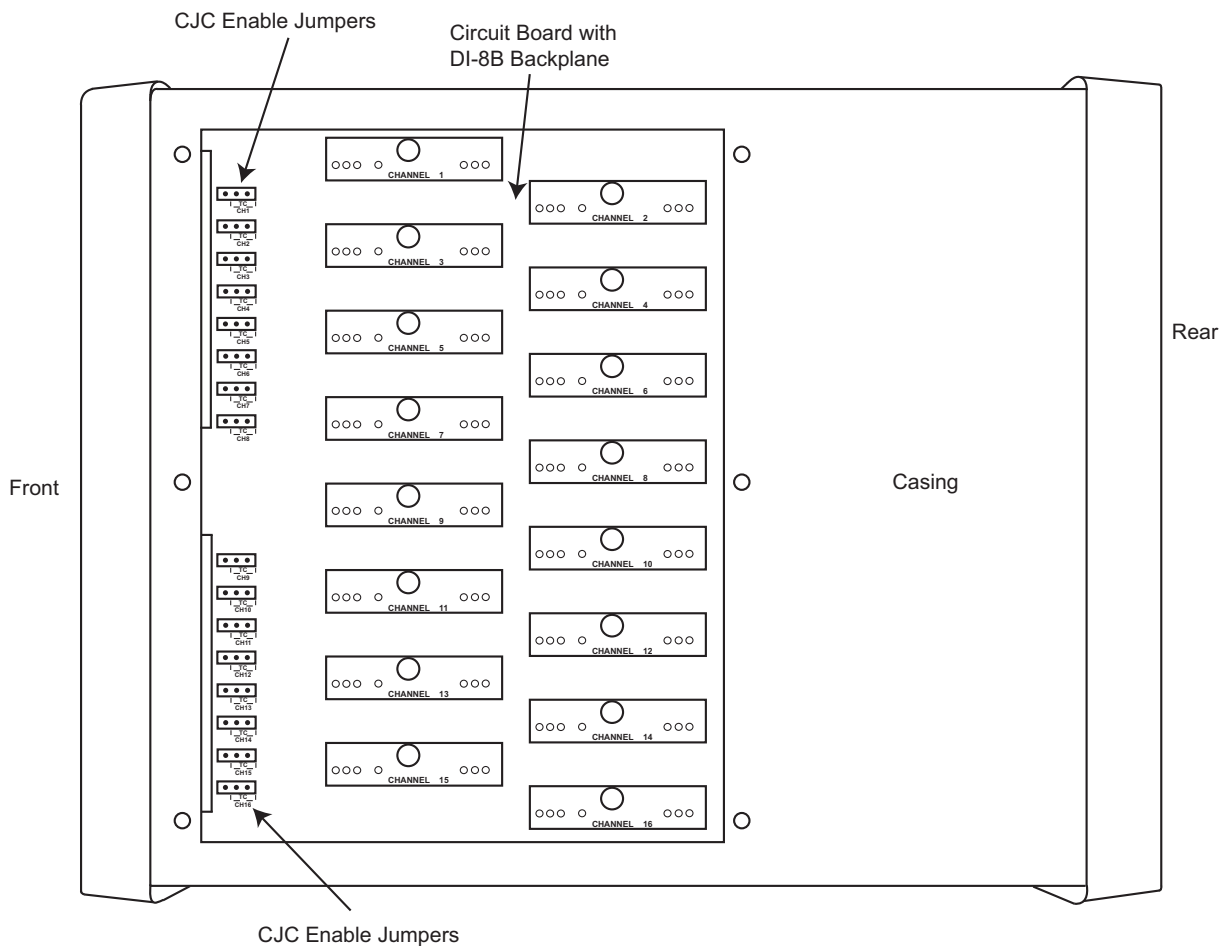 CJC Enable Jumpers
Circuit Board with
DI-8B Backplane
CHANNEL 1
CHANNEL 2
CHANNEL 3
CHANNEL 4
CHANNEL 5
CHANNEL 6
CHANNEL 7
CHANNEL 8
CHANNEL 9
CHANNEL 10
CHANNEL 11
CHANNEL 12
CHANNEL 13
CHANNEL 14
CHANNEL 15
CHANNEL 16
TC
CH1
TC
CH2
TC
CH3
TC
CH4
TC
CH5
TC
CH6
TC
CH7
TC
CH8
TC
CH9
TC
CH10
TC
CH11
TC
CH12
TC
CH13
TC
CH14
TC
CH15
TC
CH16
Front
Casing
Rear
CJC Enable Jumpers